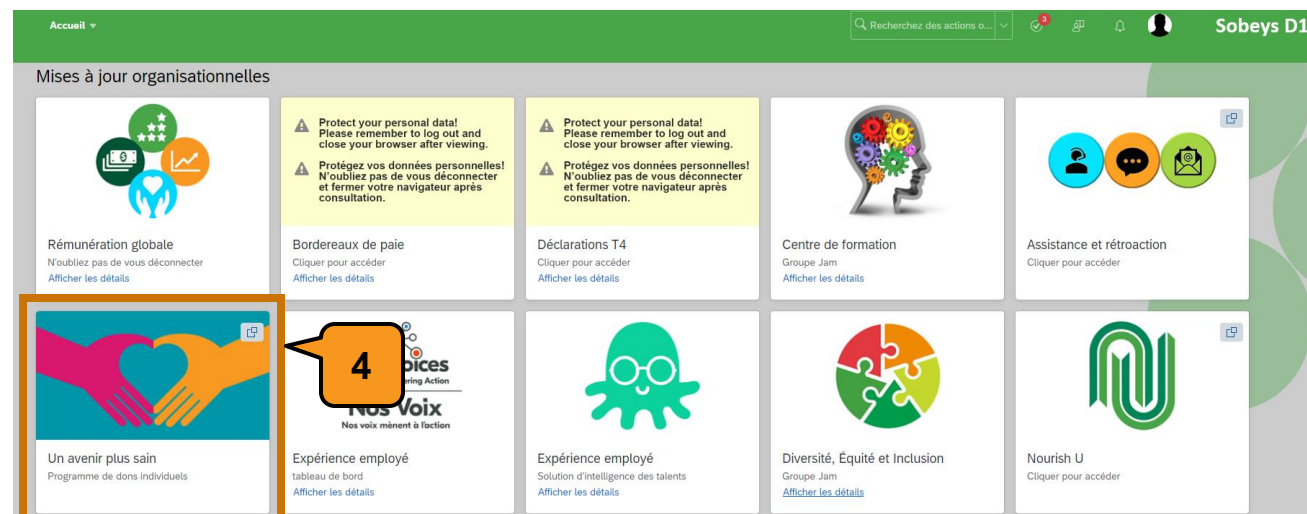 Accueil
Recherchez des actions o...
3
Sobeys D1
Mises à jour organisationnelles
Protect your personal data!
Please remember to log out and
close your browser after viewing.
Protégez vos données personnelles!
N'oubliez pas de vous déconnecter
et fermer votre navigateur après
consultation.
Protect your personal data!
Please remember to log out and
close your browser after viewing.
Protégez vos données personnelles!
N'oubliez pas de vous déconnecter
et fermer votre navigateur après
consultation.
Rémunération globale
N'oubliez pas de vous déconnecter
Afficher les détails
Bordereaux de paie
Cliquer pour accéder
Afficher les détails
Déclarations T4
Cliquer pour accéder
Afficher les détails
Centre de formation
Groupe Jam
Afficher les détails
Assistance et rétroaction
Cliquer pour accéder
4
Action
Nos Voix
Nos voix mènent à l'action
Un avenir plus sain
Programme de dons individuels
Expérience employé
tableau de bord
Afficher les détails
Expérience employé
Solution d'intelligence des talents
Afficher les détails
Diversité, Équité et Inclusion
Groupe Jam
Afficher les détails
Nourish U
Cliquer pour accéder